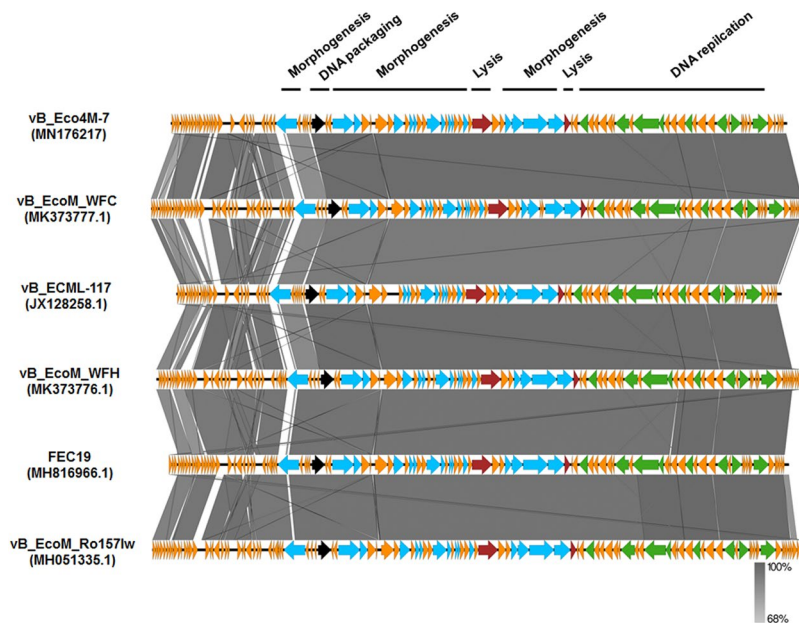 Morphogenesis
DNA packaging
Morphogenesis
Lysis
Morphogenesis
Lysis
DNA repilcation
vB_Eco4M-7
(MN176217)
vB_EcoM_WFC
(MK373777.1)
vB_ECML-117
(JX128258.1)
vB_EcoM_WFH
(MK373776.1)
FEC19
(MH816966.1)
vB_EcoM_Ro157lw
(MH051335.1)
100%
68%